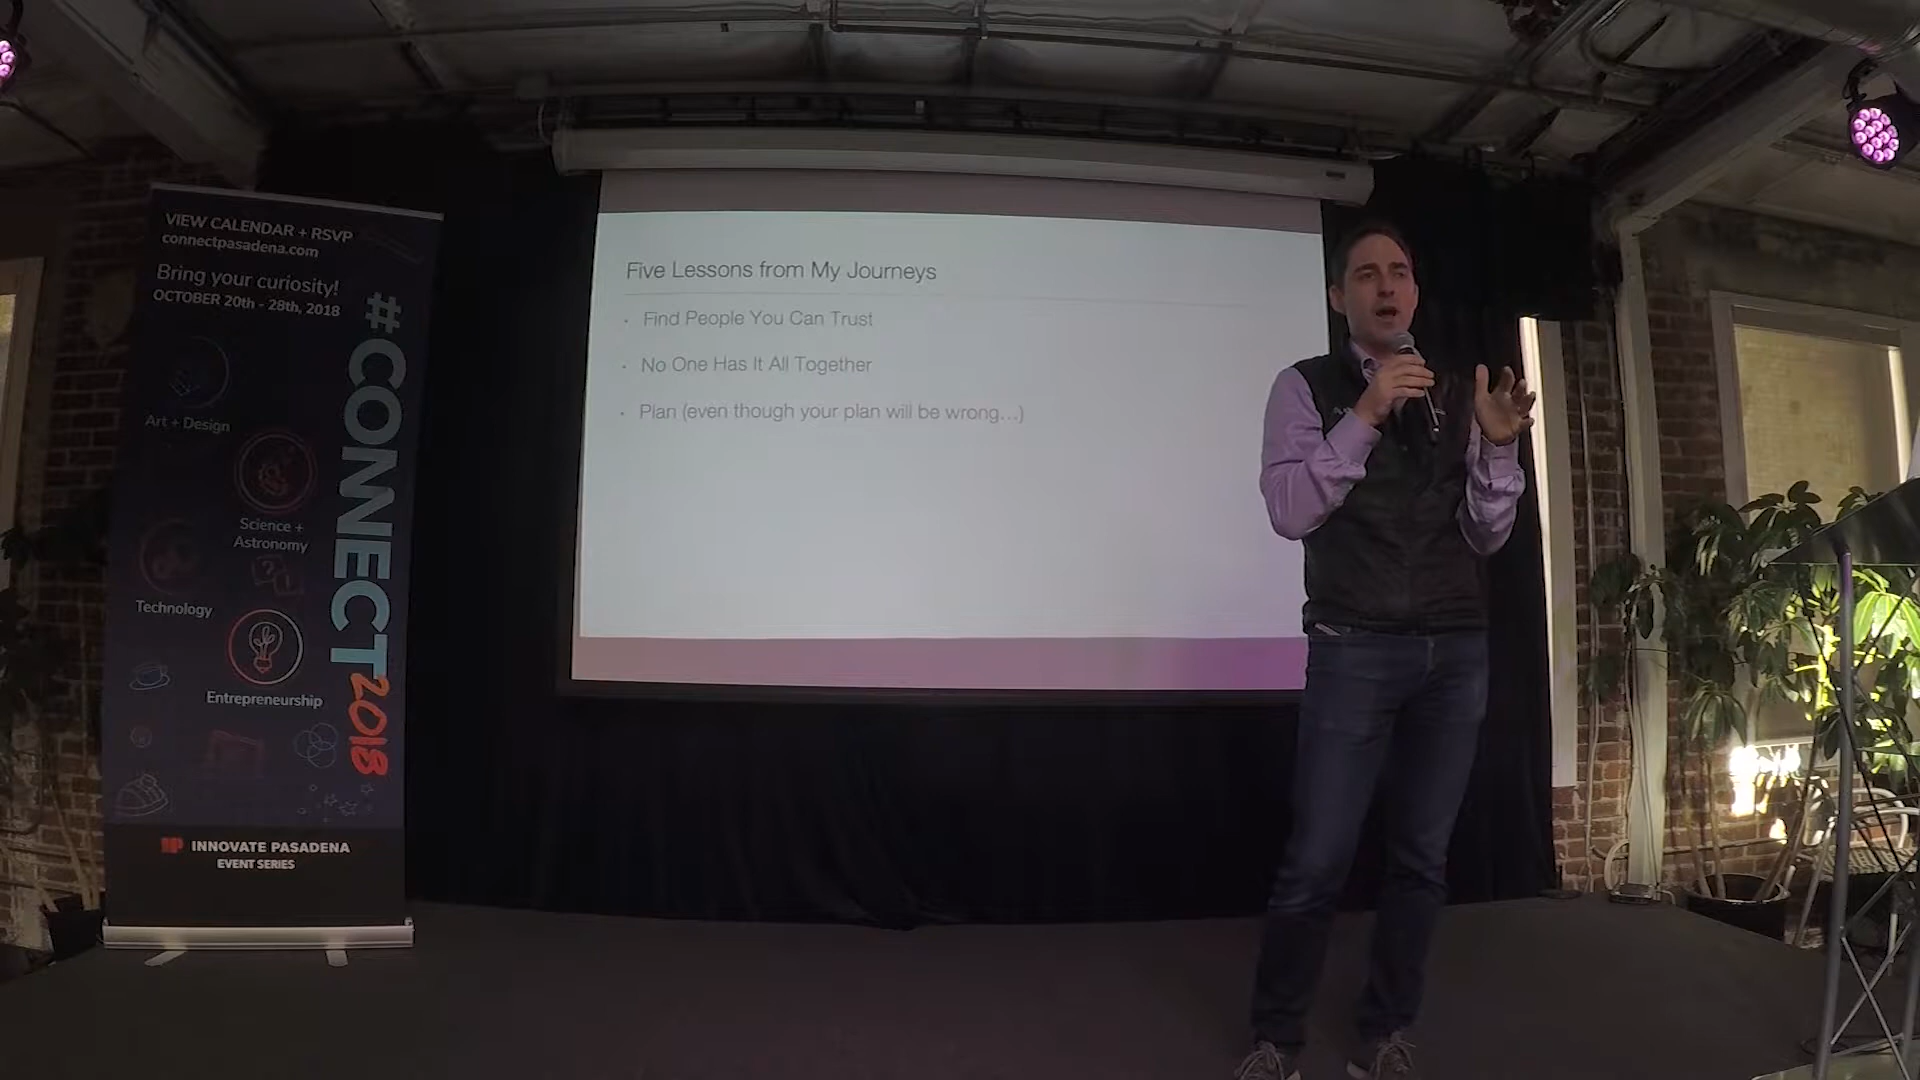 VIEW CALENDAR + RSVP
connectpasadena.com
Bring your curiosity!
OCTOBER 20th - 28th, 2018
#CONNECT2018
Art + Design
Science +
Astronomy
Technology
Entrepreneurship
INNOVATE PASADENA
EVENT SERIES
Five Lessons from My Journeys
· Find People You Can Trust
· No One Has It All Together
· Plan (even though your plan will be wrong...)